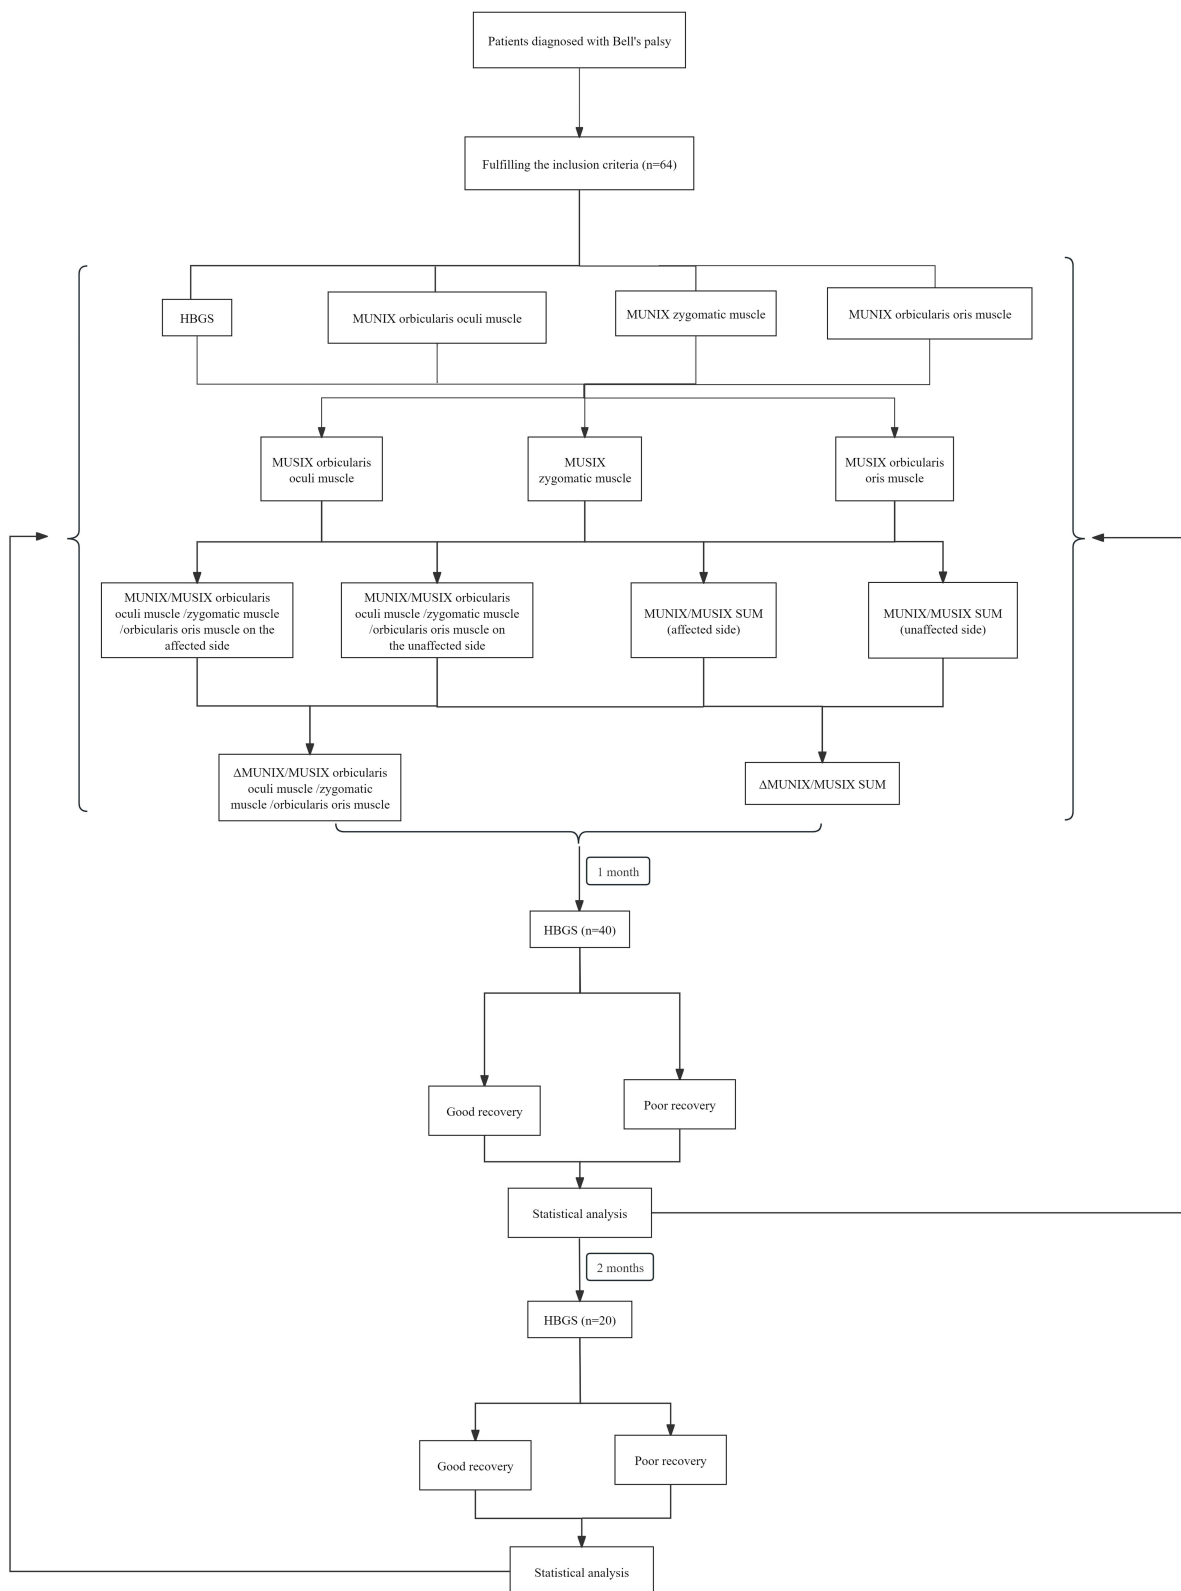 Patients diagnosed with Bell's palsy
Fulfilling the inclusion criteria (n=64)
HBGS
MUNIX orbicularis oculi muscle
MUNIX zygomatic muscle
MUNIX orbicularis oris muscle
MUSIX orbicularis
oculi muscle
MUSIX
zygomatic muscle
MUSIX orbicularis
oris muscle
MUNIX/MUSIX orbicularis
oculi muscle /zygomatic muscle
/orbicularis oris muscle on the
affected side
MUNIX/MUSIX orbicularis
oculi muscle /zygomatic muscle
/orbicularis oris muscle on
the unaffected side
MUNIX/MUSIX SUM
(affected side)
MUNIX/MUSIX SUM
(unaffected side)
ΔMUNIX/MUSIX orbicularis
oculi muscle /zygomatic
muscle /orbicularis oris muscle
ΔMUNIX/MUSIX SUM
1 month
HBGS (n=40)
Good recovery
Poor recovery
Statistical analysis
2 months
HBGS (n=20)
Good recovery
Poor recovery
Statistical analysis